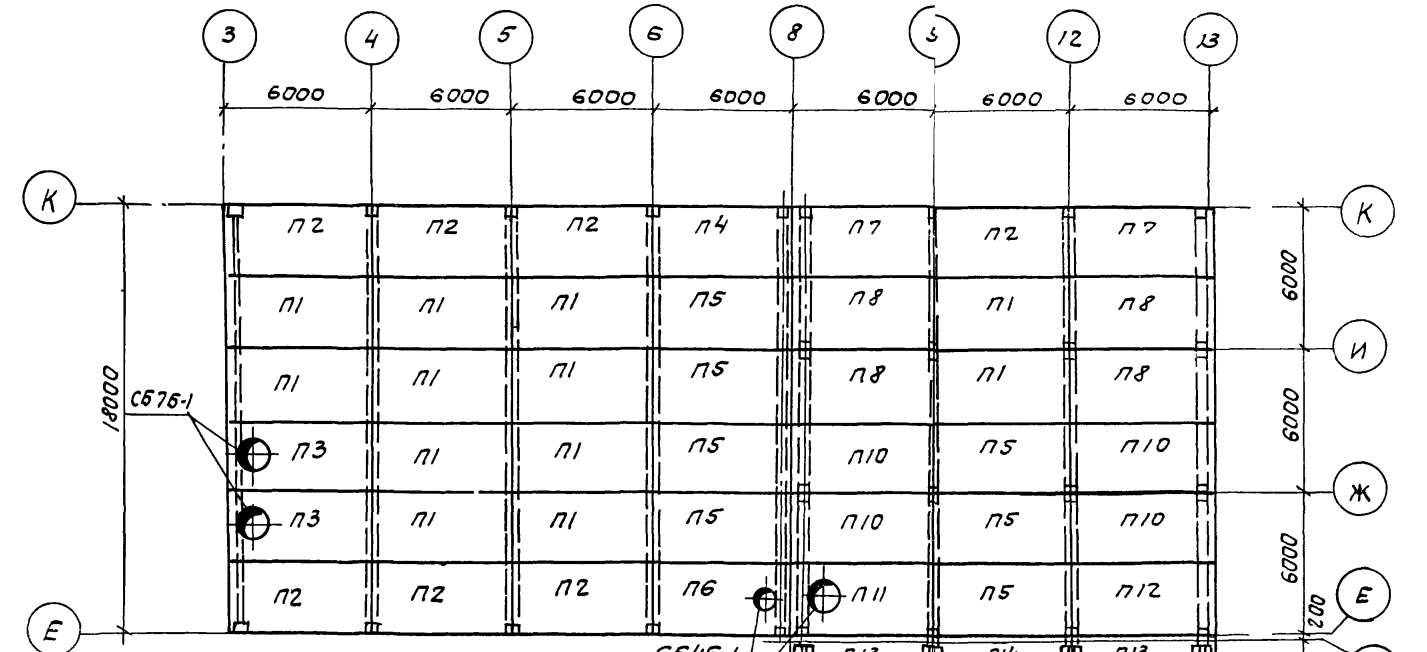 3 4 5 6 8 12 13
6000 6000 6000 6000 6000 6000 6000
К К
П2 П2 П2 П4 П7 П2 П7
6000
П1 П1 П1 П5 П8 П1 П8
И
П1 П1 П1 П5 П8 П1 П8
18000 СБ7Б-1 6000
П3 П1 П1 П5 П10 П5 П10
Ж
П3 П1 П1 П5 П10 П5 П10
6000
П2 П2 П2 П6 П11 П5 П12 Е
200
Е